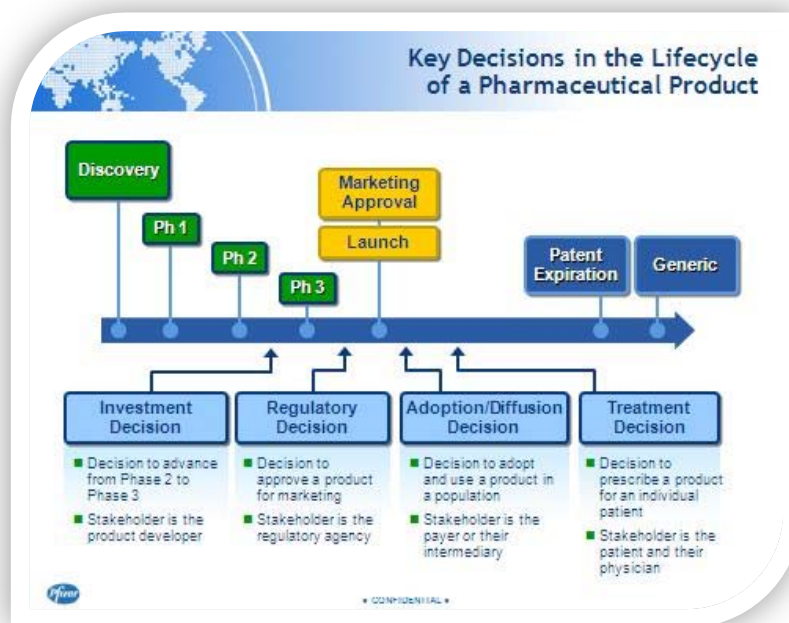 Key Decisions in the Lifecycle
of a Pharmaceutical Product
Discovery
Ph 1
Ph 2
Ph 3
Marketing
Approval
Launch
Patent
Expiration
Generic
Investment
Decision
Decision to advance
from Phase 2 to
Phase 3
Stakeholder is the
product developer
Regulatory
Decision
Decision to
approve a product
for marketing
Stakeholder is the
regulatory agency
Adoption/Diffusion
Decision
Decision to adopt
and use a product in
a population
Stakeholder is the
payer or their
intermediary
Treatment
Decision
Decision to
prescribe a product
for an individual
patient
Stakeholder is the
patient and their
physician
Pfizer
• CONFIDENTIAL •